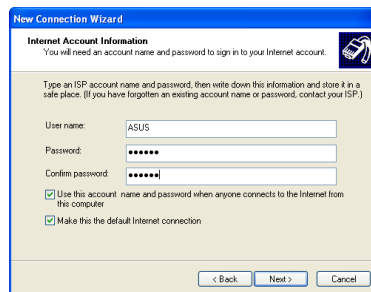 New Connection Wizard
Internet Account Information
You will need an account name and password to sign in to your Internet account.
Type an ISP account name and password, then write down this information and store it in a
safe place. (If you have forgotten an existing account name or password, contact your ISP.)
User name:
ASUS
Password:
••••••
Confirm password:
••••••
Use this account name and password when anyone connects to the Internet from
this computer
Make this the default Internet connection
< Back
Next >
Cancel